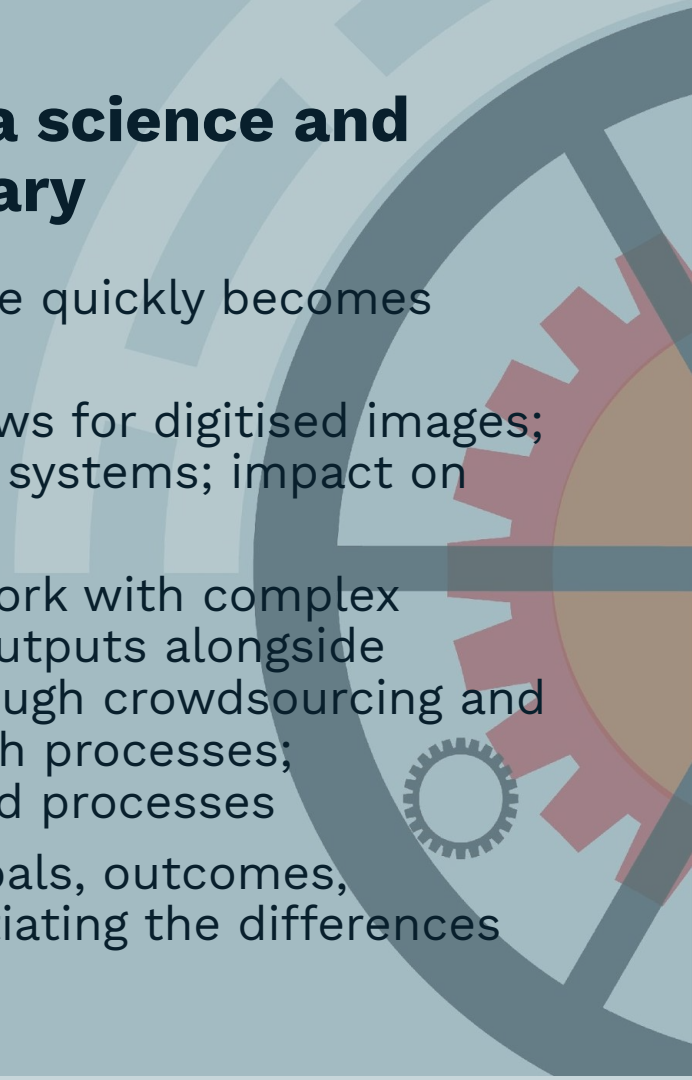 a science and
ary
e quickly becomes
ws for digitised images;
systems; impact on
ork with complex
utputs alongside
ugh crowdsourcing and
h processes;
d processes
oals, outcomes,
tiating the differences